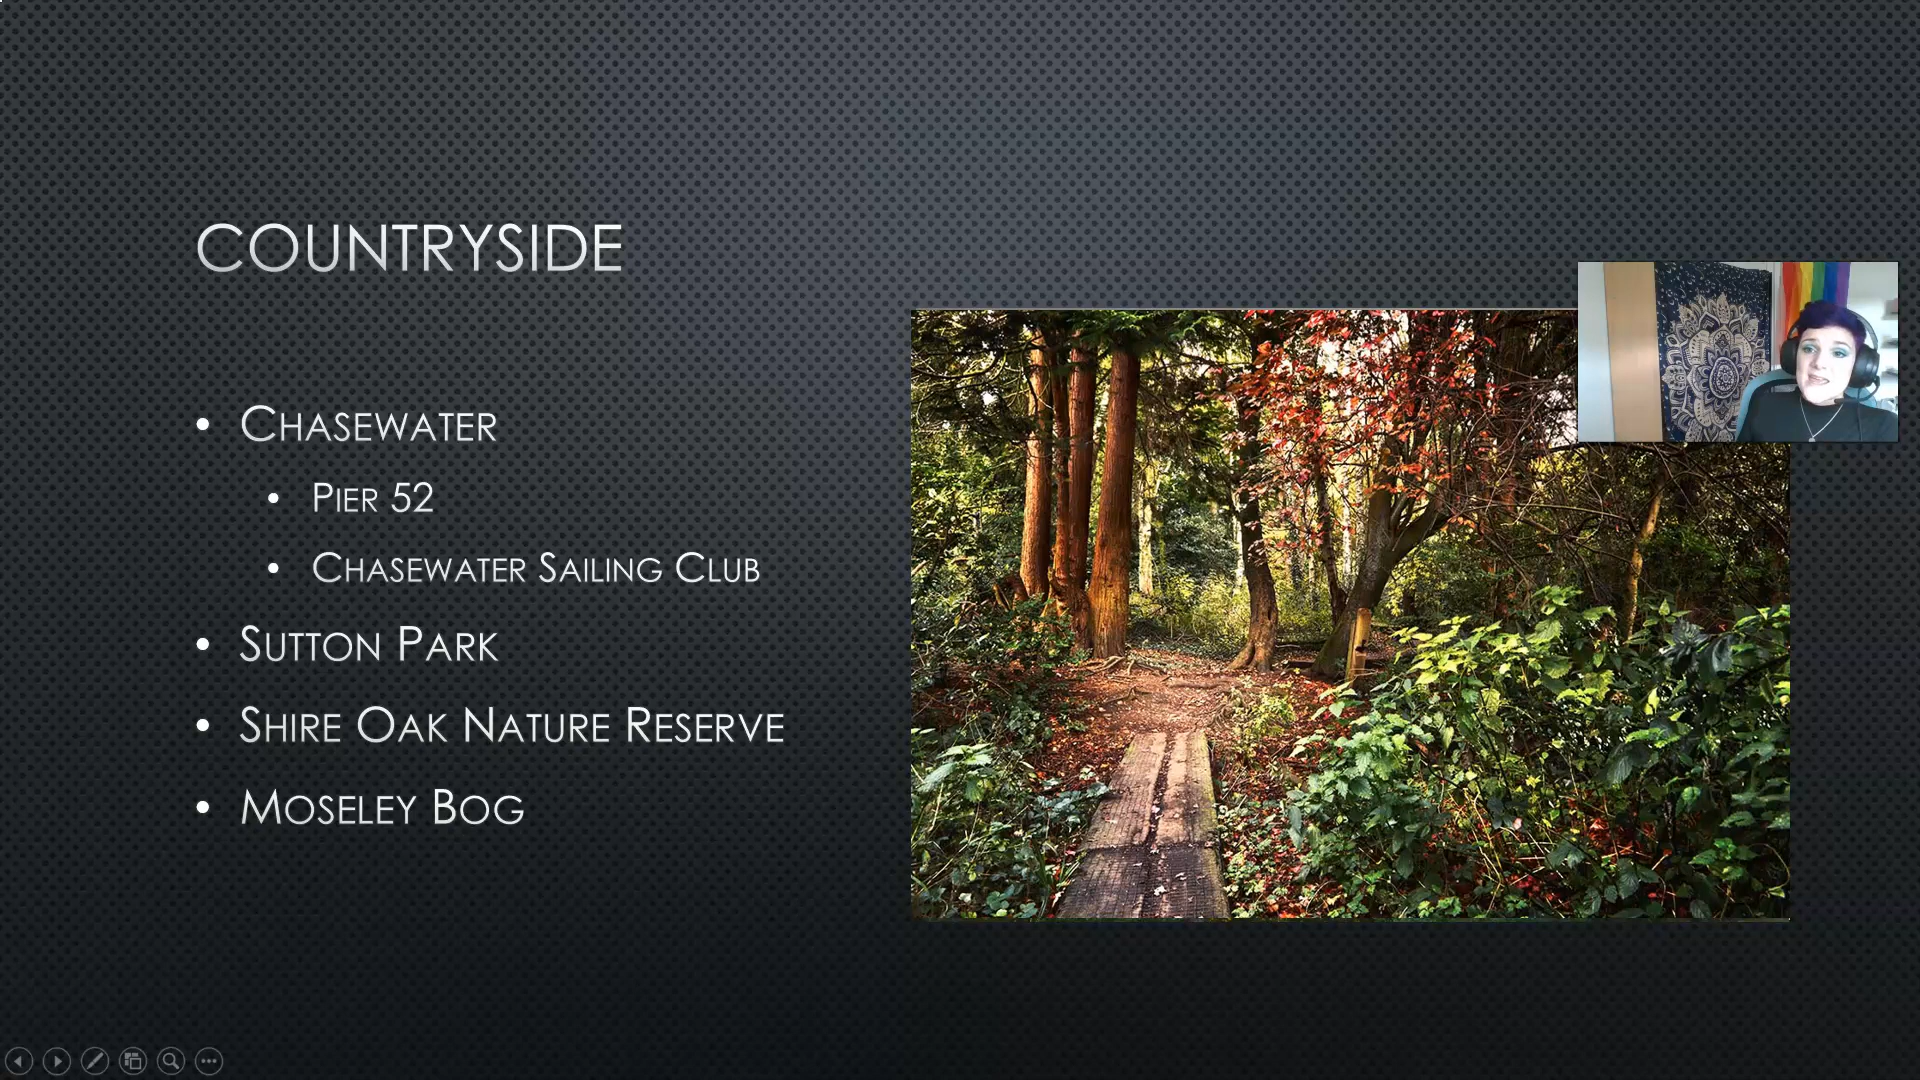 COUNTRYSIDE
• CHASEWATER
• PIER 52
• CHASEWATER SAILING CLUB
• SUTTON PARK
• SHIRE OAK NATURE RESERVE
• MOSELEY BOG